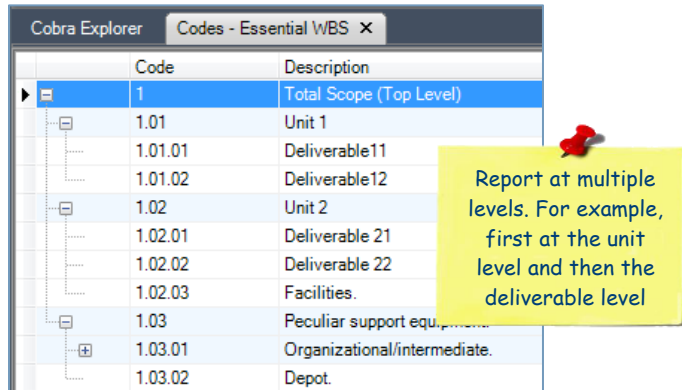 Cobra Explorer Codes - Essential WBS ×
Code Description
1 Total Scope (Top Level)
1.01 Unit 1
1.01.01 Deliverable11
1.01.02 Deliverable12
1.02 Unit 2
1.02.01 Deliverable 21
1.02.02 Deliverable 22
1.02.03 Facilities.
1.03 Peculiar support equipment.
1.03.01 Organizational/intermediate.
1.03.02 Depot.
Report at multiple
levels. For example,
first at the unit
level and then the
deliverable level